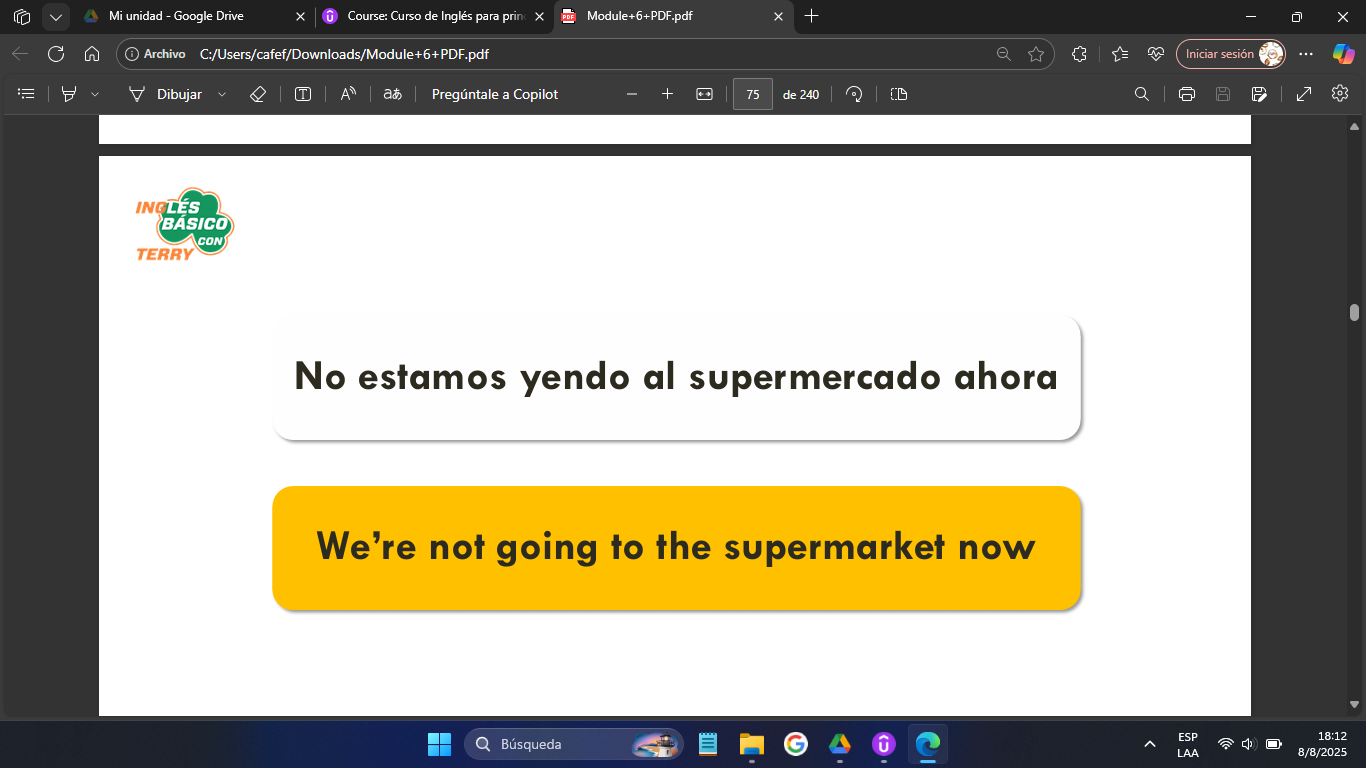 Mi unidad - Google Drive
Course: Curso de Inglés para prin
Module+6+PDF.pdf
Archivo
C:/Users/cafef/Downloads/Module+6+PDF.pdf
Iniciar sesión
Dibujar
aあ
Pregúntale a Copilot
75
de 240
INGLÉS
BÁSICO
CON
TERRY
No estamos yendo al supermercado ahora
We're not going to the supermarket now
Búsqueda
ESP
LAA
18:12
8/8/2025